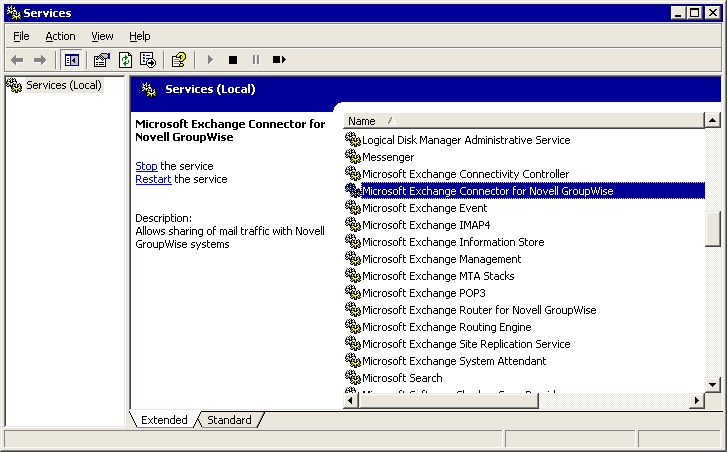 Services
File Action View Help
Services (Local)
Services (Local)
Microsoft Exchange Connector for
Novell GroupWise
Stop the service
Restart the service
Description:
Allows sharing of mail traffic with Novell
GroupWise systems
Name
Logical Disk Manager Administrative Service
Messenger
Microsoft Exchange Connectivity Controller
Microsoft Exchange Connector for Novell GroupWise
Microsoft Exchange Event
Microsoft Exchange IMAP4
Microsoft Exchange Information Store
Microsoft Exchange Management
Microsoft Exchange MTA Stacks
Microsoft Exchange POP3
Microsoft Exchange Router for Novell GroupWise
Microsoft Exchange Routing Engine
Microsoft Exchange Site Replication Service
Microsoft Exchange System Attendant
Microsoft Search
Extended Standard